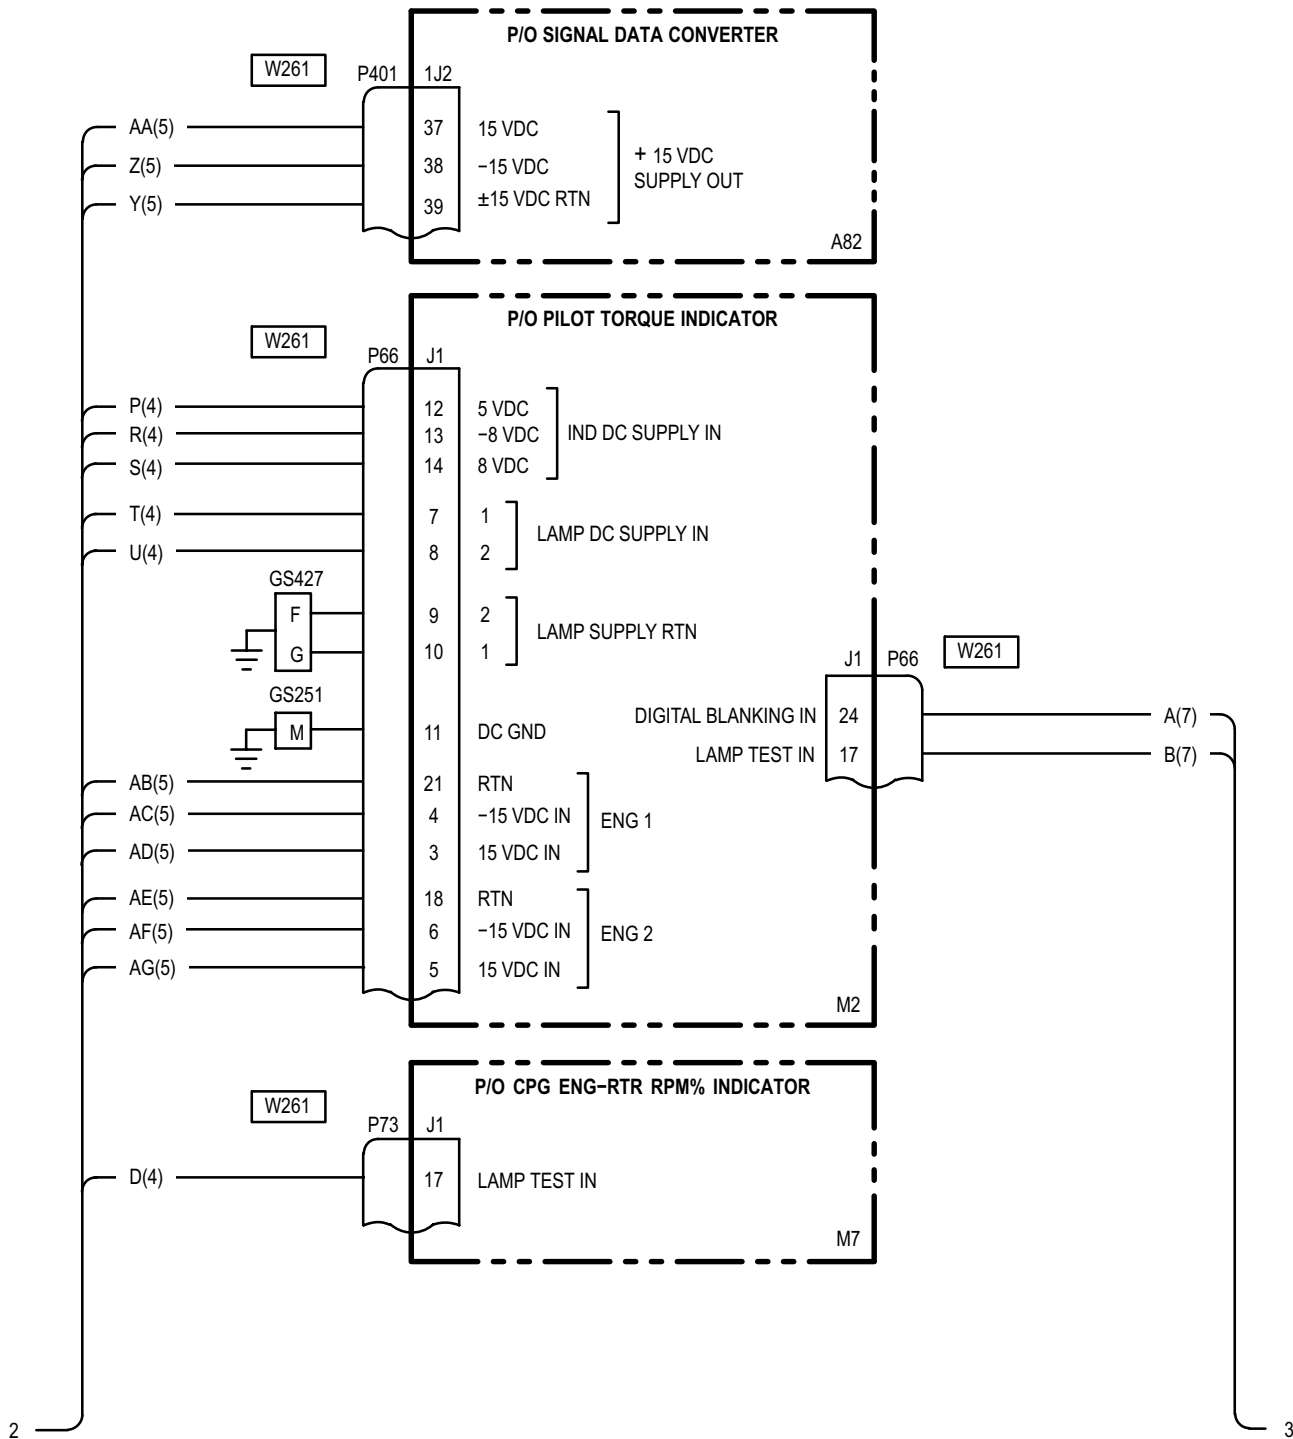 P/O SIGNAL DATA CONVERTER
W261
P401 1J2
AA(5) 37 15 VDC
Z(5) 38 −15 VDC
Y(5) 39 ±15 VDC RTN
+ 15 VDC
SUPPLY OUT
A82
P/O PILOT TORQUE INDICATOR
W261
P66 J1
P(4) 12 5 VDC
R(4) 13 −8 VDC
S(4) 14 8 VDC
IND DC SUPPLY IN
T(4) 7 1
U(4) 8 2
LAMP DC SUPPLY IN
GS427
F 9 2
G 10 1
LAMP SUPPLY RTN
GS251
M 11 DC GND
AB(5) 21 RTN
AC(5) 4 −15 VDC IN
AD(5) 3 15 VDC IN
ENG 1
AE(5) 18 RTN
AF(5) 6 −15 VDC IN
AG(5) 5 15 VDC IN
ENG 2
J1 P66
W261
DIGITAL BLANKING IN 24 A(7)
LAMP TEST IN 17 B(7)
M2
P/O CPG ENG−RTR RPM% INDICATOR
W261
P73 J1
D(4) 17 LAMP TEST IN
M7
2
3